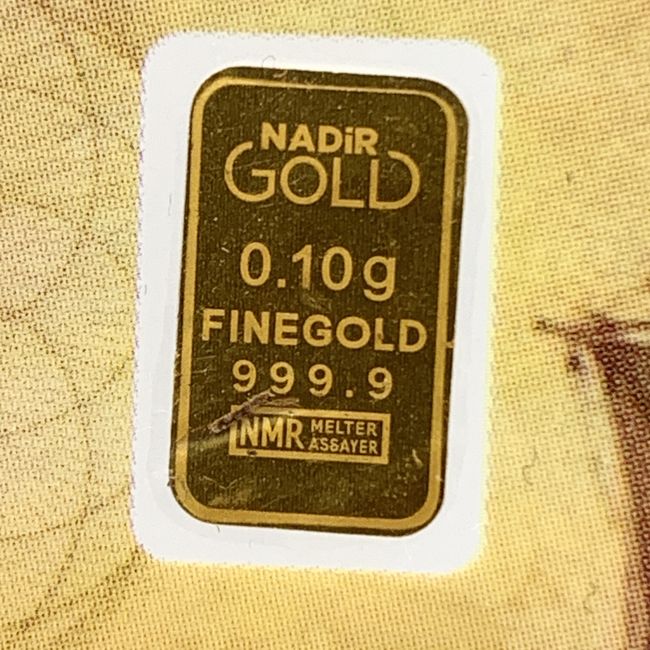 NADiR
GOLD
0.10g
FINEGOLD
999.9
NMR MELTER
ASSAYER